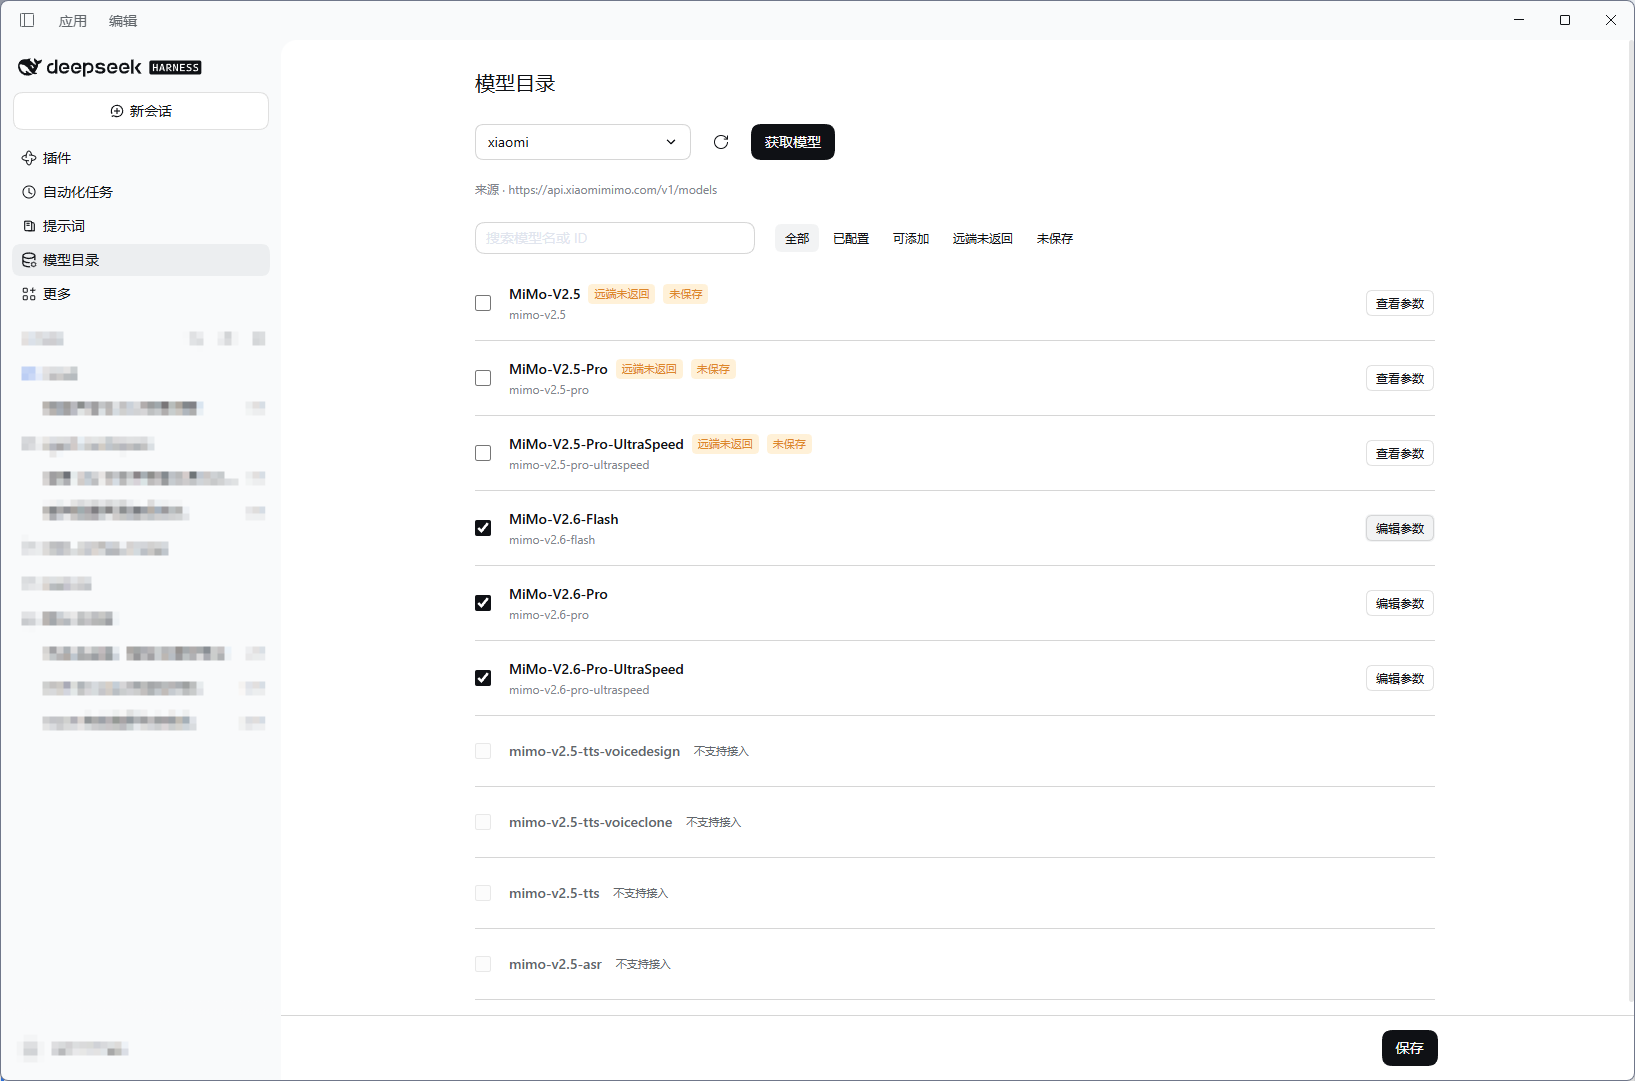 应用 编辑
deepseek HARNESS
新会话
插件
自动化任务
提示词
模型目录
更多
模型目录
xiaomi 获取模型
来源 · https://api.xiaomimimo.com/v1/models
搜索模型名或 ID 全部 已配置 可添加 远端未返回 未保存
MiMo-V2.5 远端未返回 未保存
mimo-v2.5
查看参数
MiMo-V2.5-Pro 远端未返回 未保存
mimo-v2.5-pro
查看参数
MiMo-V2.5-Pro-UltraSpeed 远端未返回 未保存
mimo-v2.5-pro-ultraspeed
查看参数
MiMo-V2.6-Flash
mimo-v2.6-flash
编辑参数
MiMo-V2.6-Pro
mimo-v2.6-pro
编辑参数
MiMo-V2.6-Pro-UltraSpeed
mimo-v2.6-pro-ultraspeed
编辑参数
mimo-v2.5-tts-voicedesign 不支持接入
mimo-v2.5-tts-voiceclone 不支持接入
mimo-v2.5-tts 不支持接入
mimo-v2.5-asr 不支持接入
保存